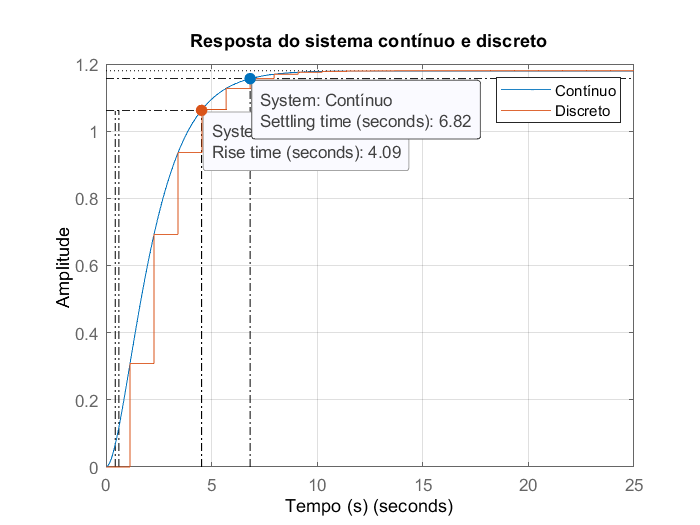 Resposta do sistema contínuo e discreto
1.2
1
0.8
0.6
0.4
0.2
0
Amplitude
Contínuo
Discreto
System: Contínuo
Settling time (seconds): 6.82
Rise time (seconds): 4.09
0
5
10
15
20
25
Tempo (s) (seconds)